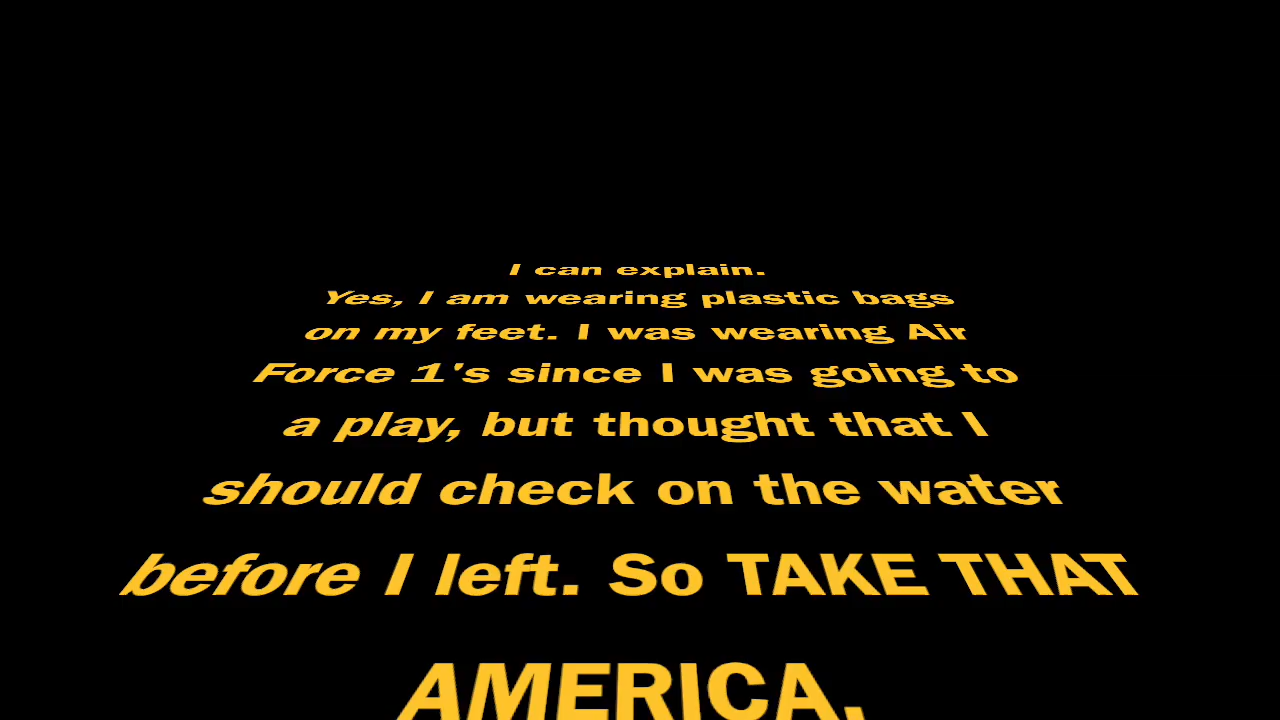 I can explain.
Yes, I am wearing plastic bags
on my feet. I was wearing Air
Force 1's since I was going to
a play, but thought that I
should check on the water
before I left. So TAKE THAT
AMERICA.